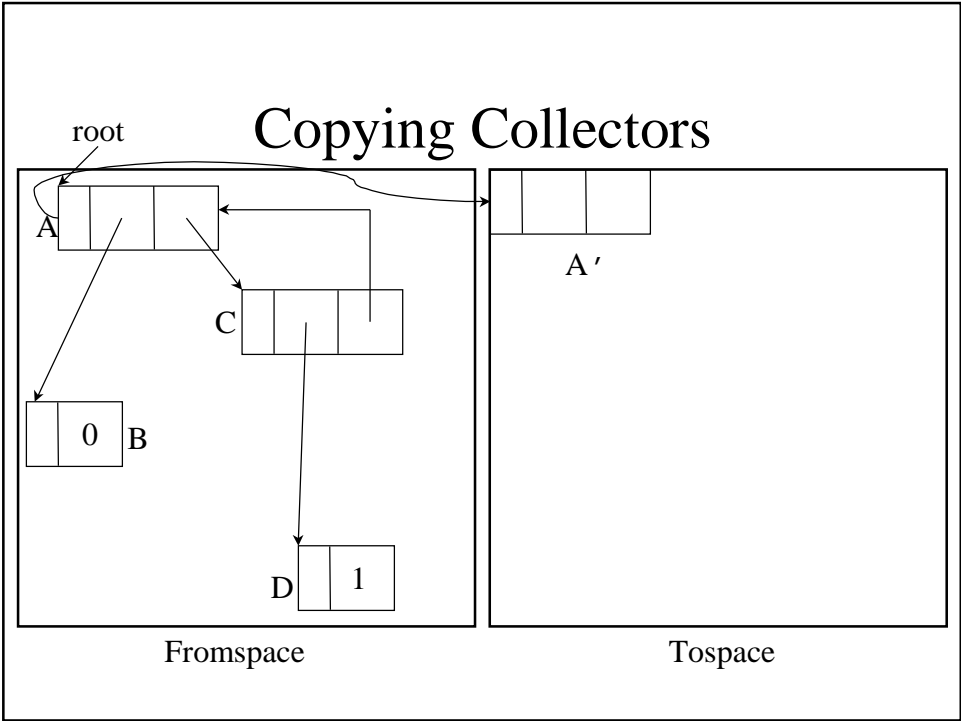 Copying Collectors
root
A
A ′
C
0 B
D 1
Fromspace Tospace